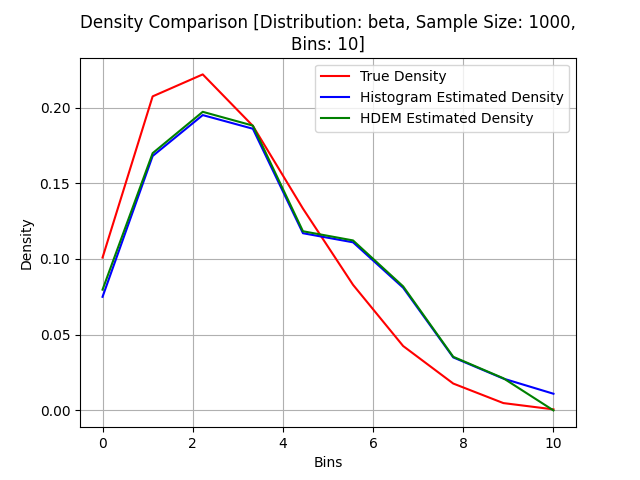 Density Comparison [Distribution: beta, Sample Size: 1000,
Bins: 10]
True Density
Histogram Estimated Density
HDEM Estimated Density
Density
0.20
0.15
0.10
0.05
0.00
0 2 4 6 8 10
Bins